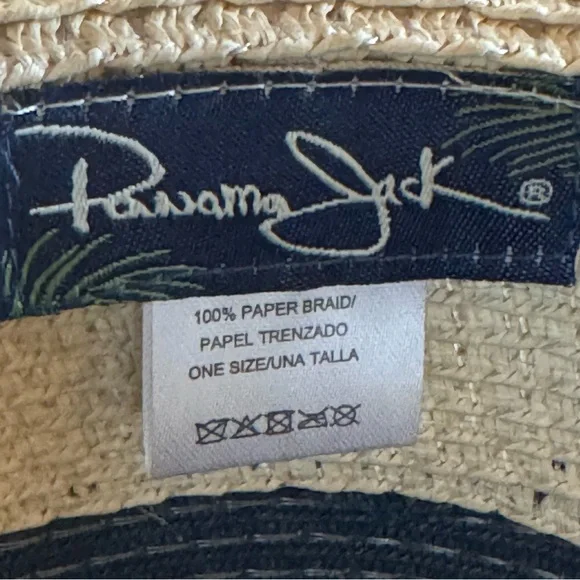 Panama Jack®
100% PAPER BRAID/
PAPEL TRENZADO
ONE SIZE/UNA TALLA